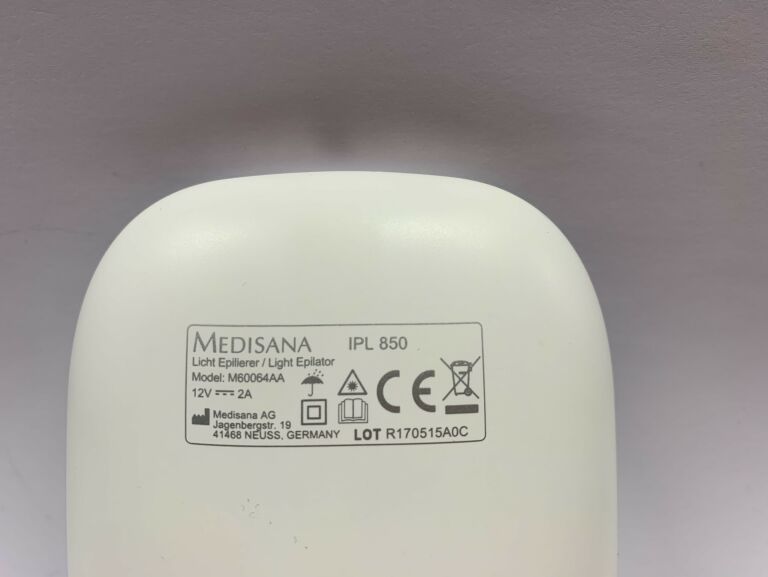 MEDISANA IPL 850
Licht Epilierer / Light Epilator
Model: M60064AA
12V ⎓ 2A
Medisana AG
Jagenbergstr. 19
41468 NEUSS, GERMANY
CE
LOT R170515A0C